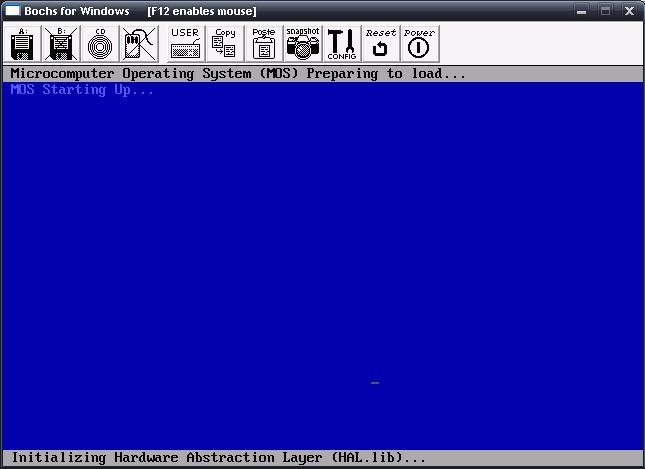 Bochs for Windows [F12 enables mouse]
A: B: CD USER Copy Paste snapshot CONFIG Reset Power
Microcomputer Operating System (MOS) Preparing to load...
MOS Starting Up...
Initializing Hardware Abstraction Layer (HAL.lib)...